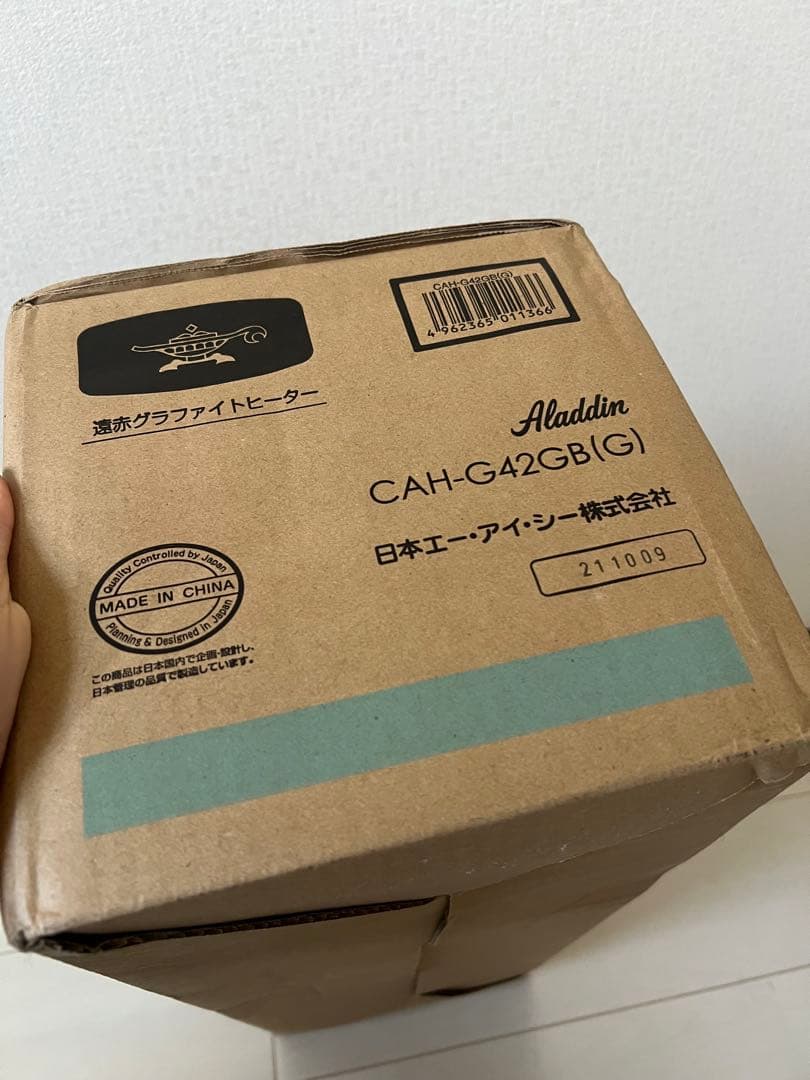 CAH-G42GB(G)
4 962365 011366
遠赤グラファイトヒーター
Aladdin
CAH-G42GB(G)
日本エー・アイ・シー株式会社
211009
Quality Controlled by Japan
MADE IN CHINA
Planning & Designed in Japan
この商品は日本国内で企画・設計し、
日本管理の品質で製造しています。